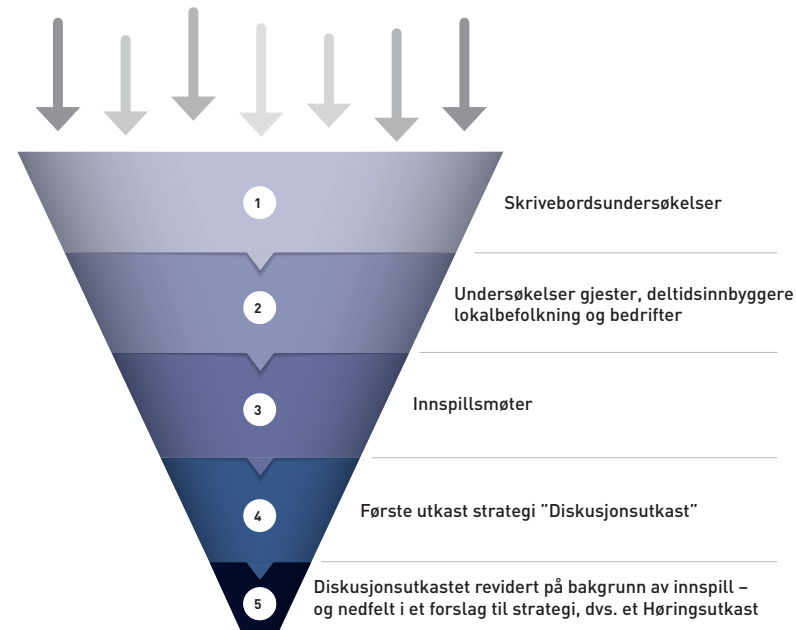 1
Skrivebordsundersøkelser
2
Undersøkelser gjester, deltidsinnbyggere
lokalbefolkning og bedrifter
3
Innspillsmøter
4
Første utkast strategi ”Diskusjonsutkast”
5
Diskusjonsutkastet revidert på bakgrunn av innspill –
og nedfelt i et forslag til strategi, dvs. et Høringsutkast